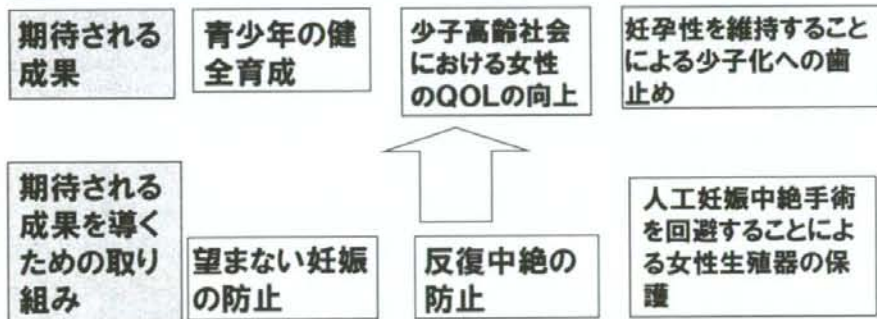 期待される
成果
青少年の健
全育成
少子高齢社会
における女性
のQOLの向上
妊孕性を維持すること
による少子化への歯
止め
期待される
成果を導く
ための取り
組み
望まない妊娠
の防止
反復中絶の
防止
人工妊娠中絶手術
を回避することによ
る女性生殖器の保
護